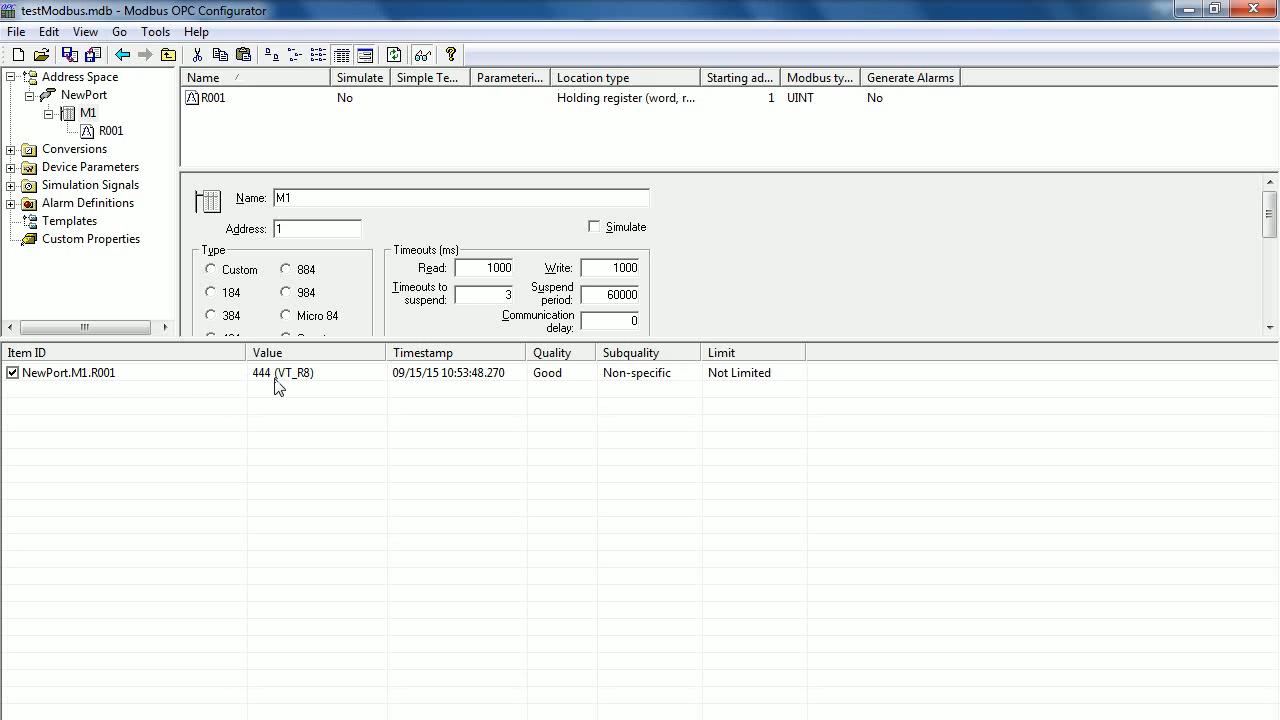 testModbus.mdb - Modbus OPC Configurator
File Edit View Go Tools Help
Address Space
NewPort
M1
R001
Conversions
Device Parameters
Simulation Signals
Alarm Definitions
Templates
Custom Properties
Name Simulate Simple Te... Parameteri... Location type Starting ad... Modbus ty... Generate Alarms
R001 No Holding register (word, r... 1 UINT No
Name: M1
Address: 1 Simulate
Type Timeouts (ms)
Custom 884 Read: 1000 Write: 1000
184 984 Timeouts to suspend: 3 Suspend period: 60000
384 Micro 84 Communication delay: 0
Item ID Value Timestamp Quality Subquality Limit
NewPort.M1.R001 444 (VT_R8) 09/15/15 10:53:48.270 Good Non-specific Not Limited